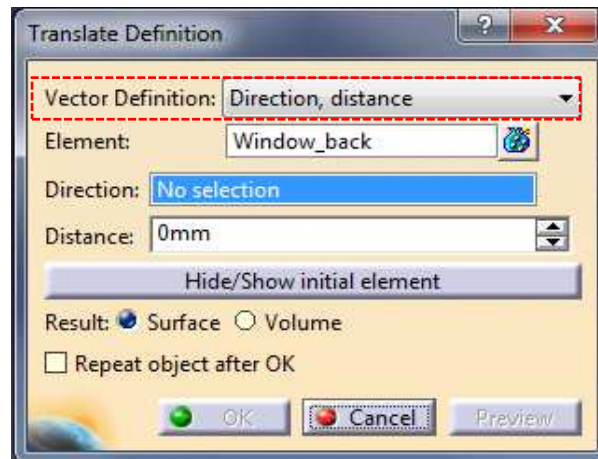 Translate Definition
Vector Definition: Direction, distance
Element: Window_back
Direction: No selection
Distance: 0mm
Hide/Show initial element
Result: Surface Volume
Repeat object after OK
OK Cancel Preview